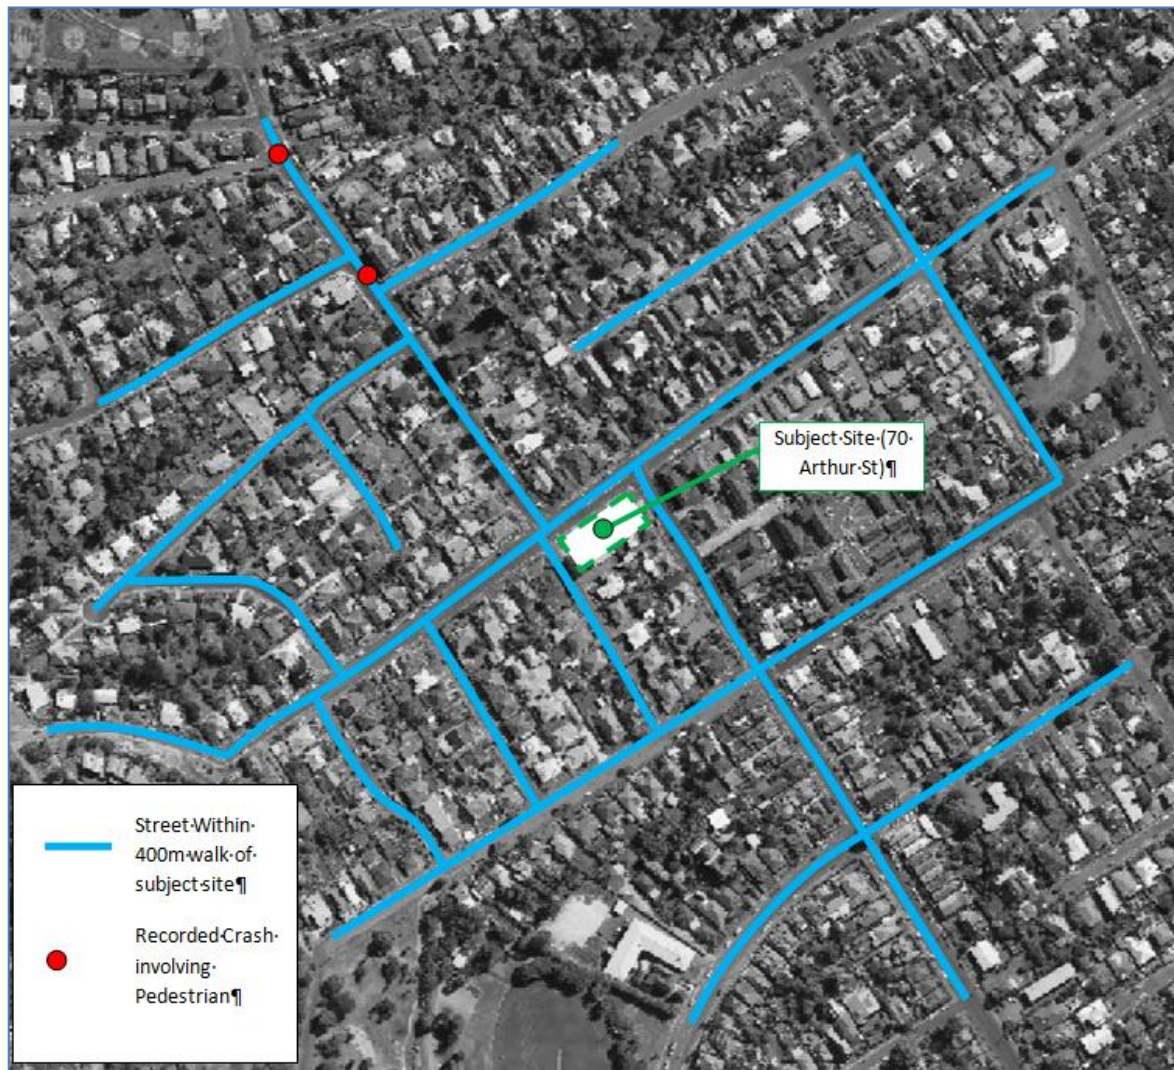 Subject·Site·(70·
Arthur·St)¶
Street·Within·
400m·walk·of·
subject·site¶
Recorded·Crash·
involving·
Pedestrian¶